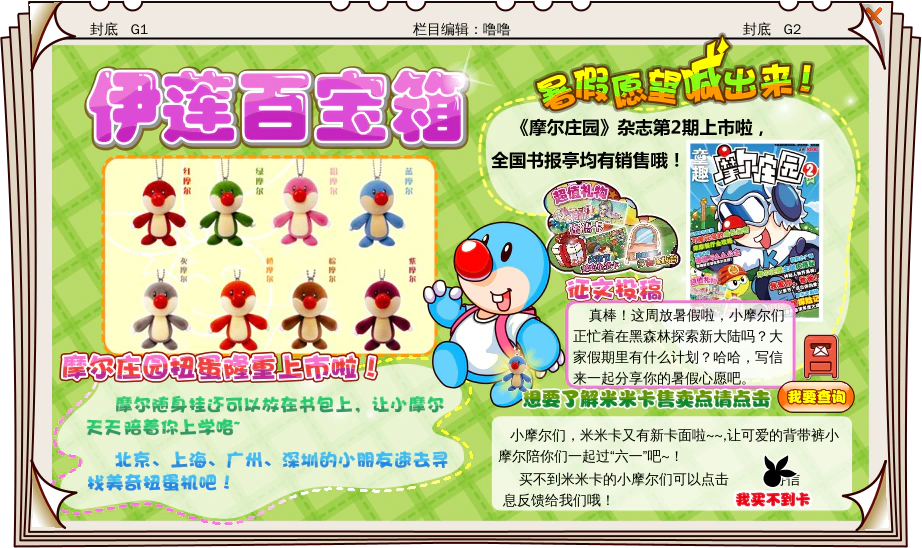 封底 G1
栏目编辑：噜噜
封底 G2
伊莲百宝箱
红摩尔
绿摩尔
粉摩尔
蓝摩尔
灰摩尔
橙摩尔
棕摩尔
紫摩尔
摩尔庄园扭蛋隆重上市啦！
摩尔随身挂还可以放在书包上，让小摩尔
天天陪着你上学咯~
北京、上海、广州、深圳的小朋友速去寻
找美奇扭蛋机吧！
暑假愿望喊出来！
《摩尔庄园》杂志第2期上市啦，
全国书报亭均有销售哦！
童趣
摩尔庄园
2
超值礼物
征文投稿
真棒！这周放暑假啦，小摩尔们
正忙着在黑森林探索新大陆吗？大
家假期里有什么计划？哈哈，写信
来一起分享你的暑假心愿吧。
想要了解米米卡售卖点请点击
我要查询
小摩尔们，米米卡又有新卡面啦~~,让可爱的背带裤小
摩尔陪你们一起过“六一”吧~！
买不到米米卡的小摩尔们可以点击
息反馈给我们哦！
我买不到卡